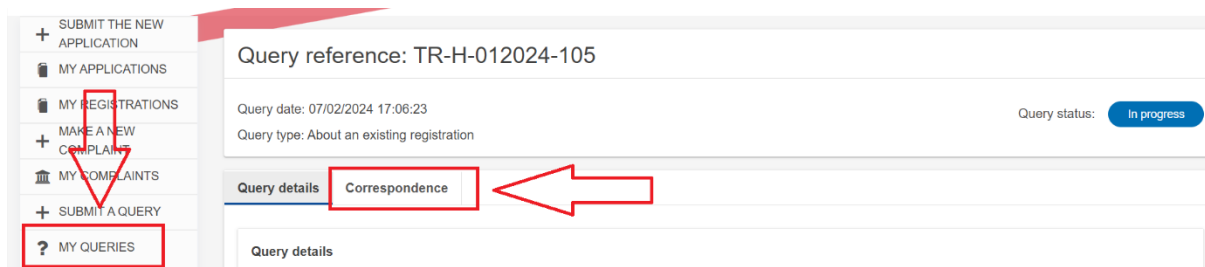 SUBMIT THE NEW
APPLICATION
MY APPLICATIONS
MY REGISTRATIONS
MAKE A NEW
COMPLAINT
MY COMPLAINTS
SUBMIT A QUERY
? MY QUERIES
Query reference: TR-H-012024-105
Query date: 07/02/2024 17:06:23
Query type: About an existing registration
Query status: In progress
Query details Correspondence
Query details